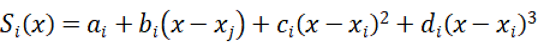 Sᵢ(x) = aᵢ + bᵢ(x − xⱼ) + cᵢ(x − xᵢ)² + dᵢ(x − xᵢ)³